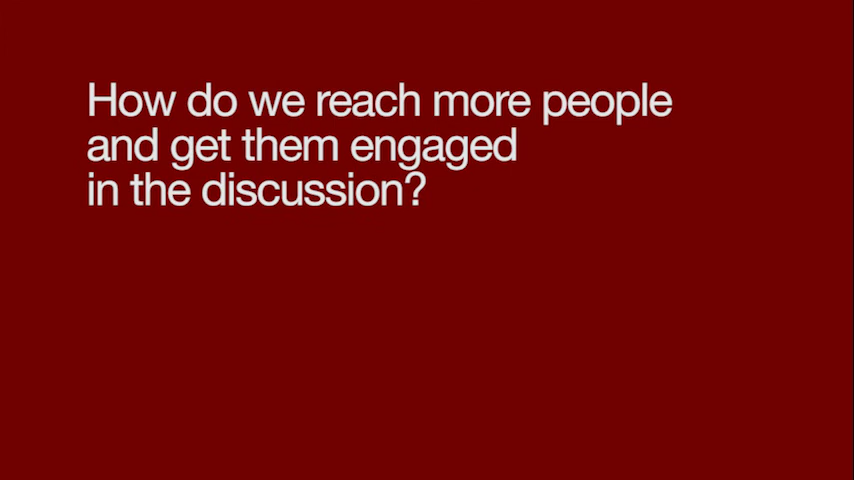 How do we reach more people
and get them engaged
in the discussion?